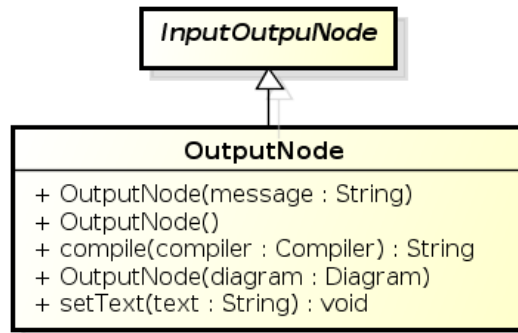 InputOutpuNode
OutputNode
+ OutputNode(message : String)
+ OutputNode()
+ compile(compiler : Compiler) : String
+ OutputNode(diagram : Diagram)
+ setText(text : String) : void